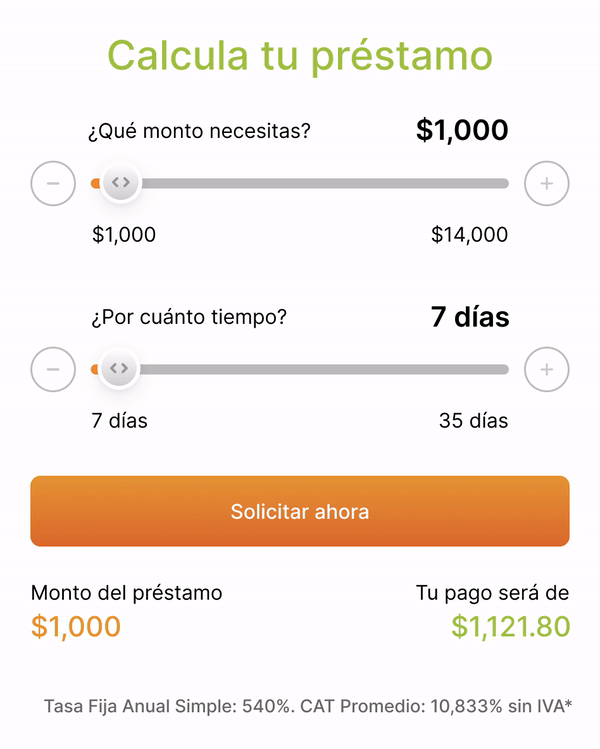 Calcula tu préstamo
¿Qué monto necesitas? $1,000
$1,000 $14,000
¿Por cuánto tiempo? 7 días
7 días 35 días
Solicitar ahora
Monto del préstamo Tu pago será de
$1,000 $1,121.80
Tasa Fija Anual Simple: 540%. CAT Promedio: 10,833% sin IVA*